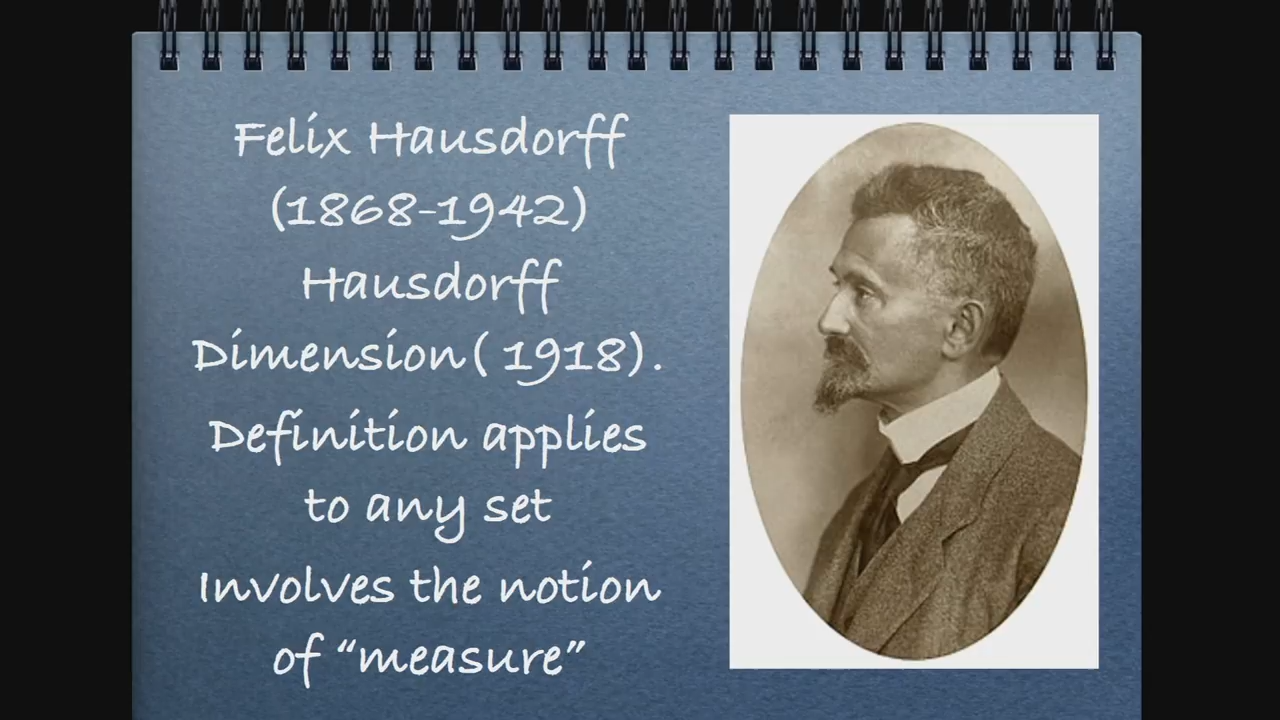 Felix Hausdorff
(1868-1942)
Hausdorff
Dimension( 1918).
Definition applies
to any set
Involves the notion
of “measure”